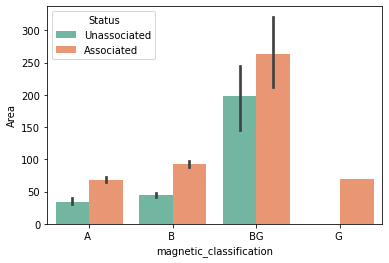 Status
Unassociated
Associated
300
250
200
150
100
50
0
Area
A B BG G
magnetic_classification